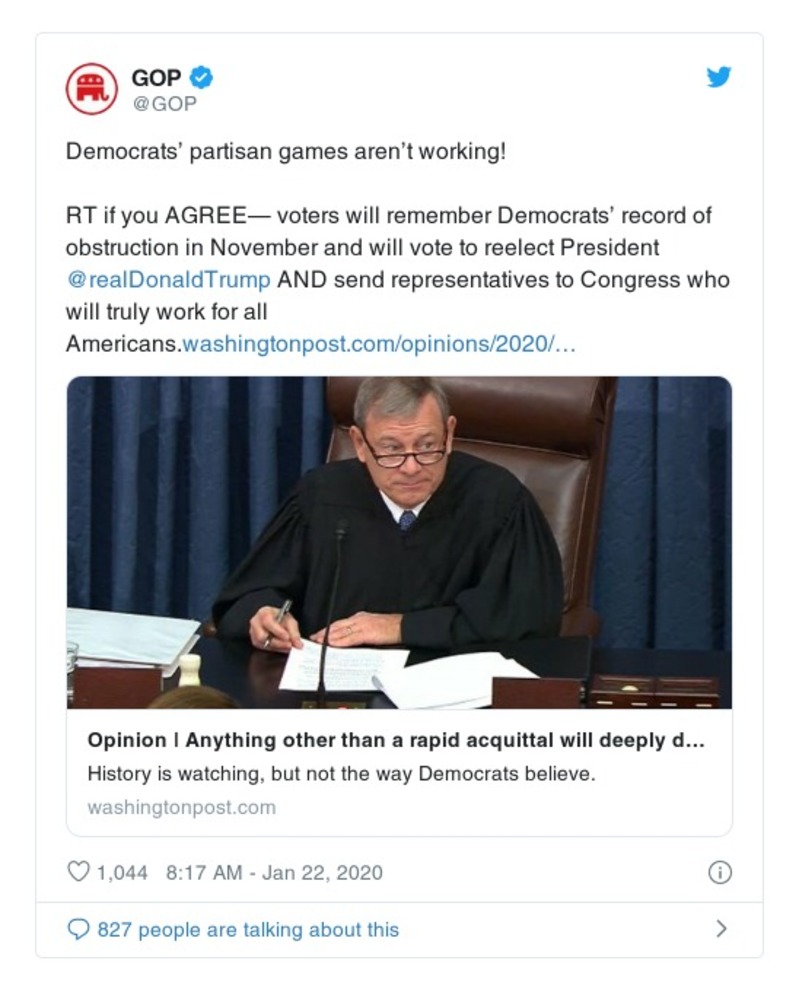 GOP
@GOP
Democrats’ partisan games aren’t working!
RT if you AGREE— voters will remember Democrats’ record of
obstruction in November and will vote to reelect President
@realDonaldTrump AND send representatives to Congress who
will truly work for all
Americans.washingtonpost.com/opinions/2020/…
Opinion | Anything other than a rapid acquittal will deeply d…
History is watching, but not the way Democrats believe.
washingtonpost.com
1,044 8:17 AM - Jan 22, 2020
827 people are talking about this